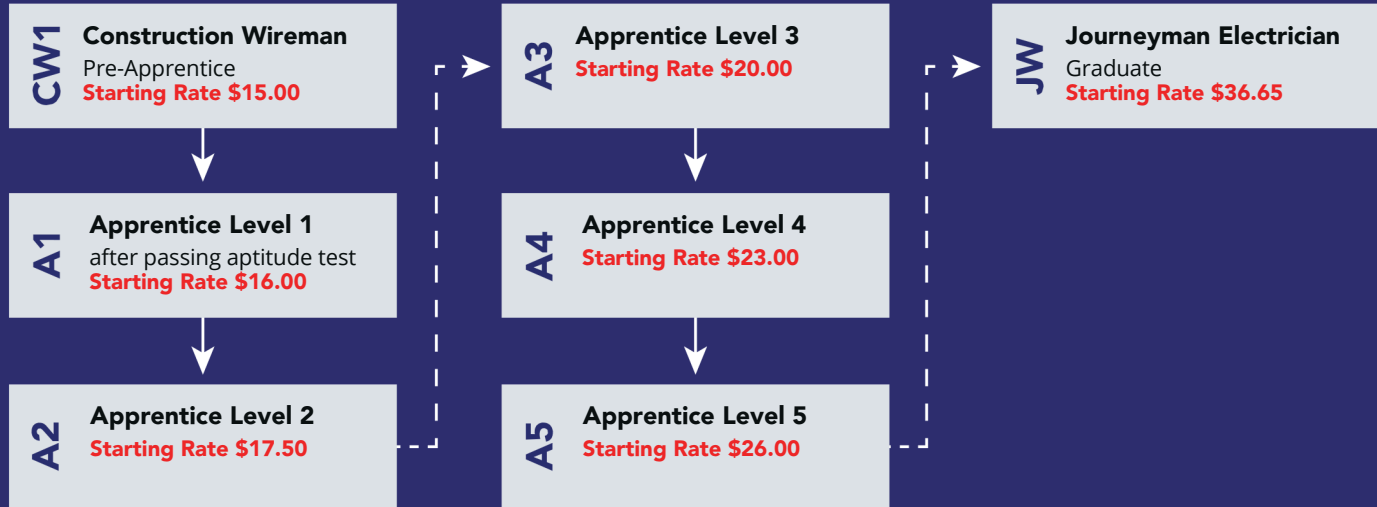 CW1
Construction Wireman
Pre-Apprentice
Starting Rate $15.00
A1
Apprentice Level 1
after passing aptitude test
Starting Rate $16.00
A2
Apprentice Level 2
Starting Rate $17.50
A3
Apprentice Level 3
Starting Rate $20.00
A4
Apprentice Level 4
Starting Rate $23.00
A5
Apprentice Level 5
Starting Rate $26.00
JW
Journeyman Electrician
Graduate
Starting Rate $36.65